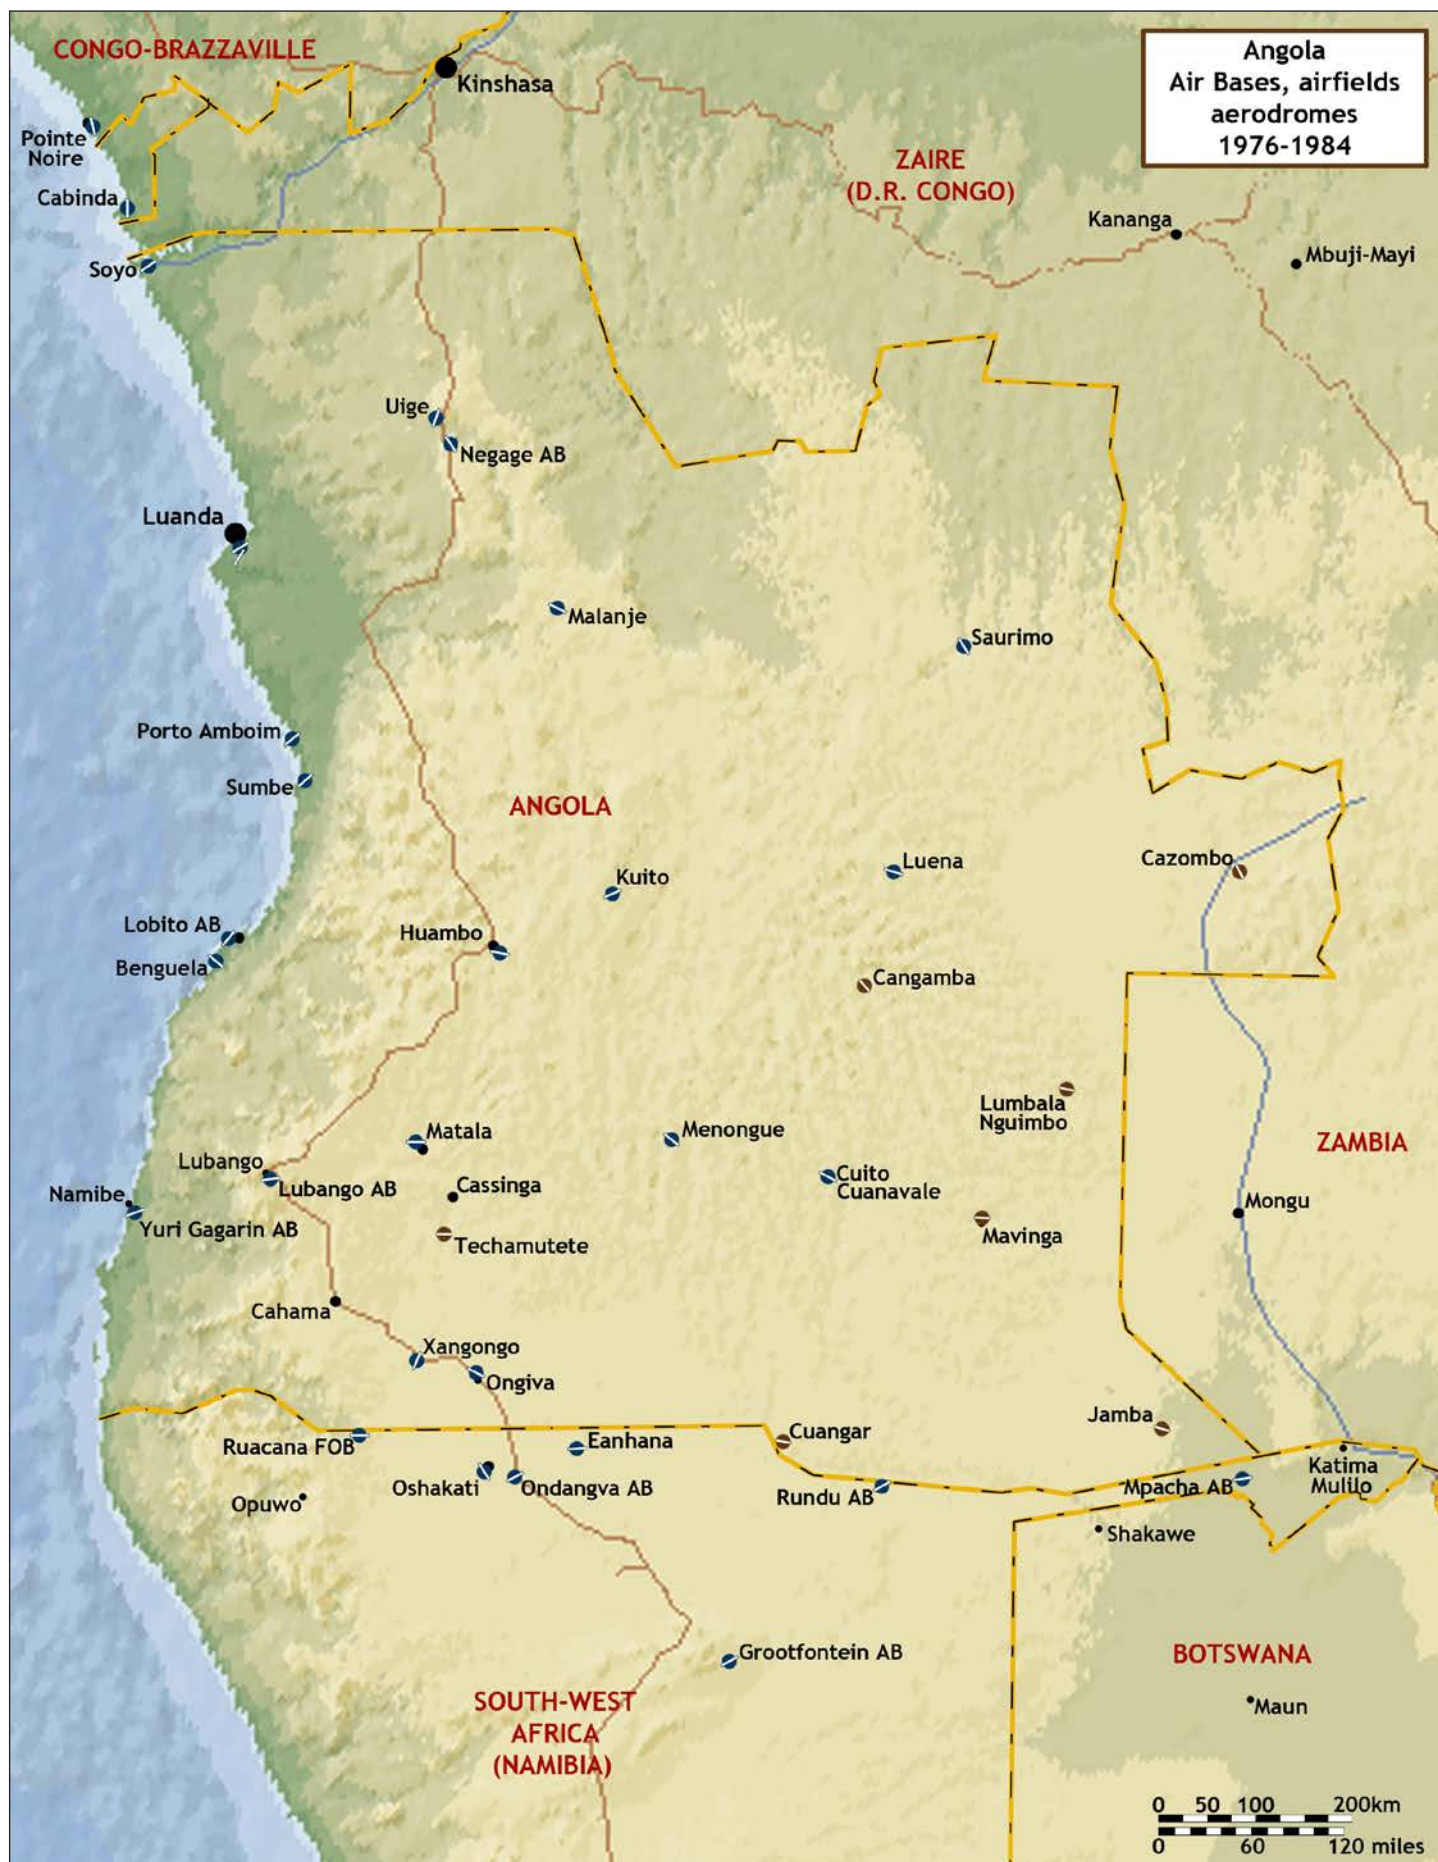 CONGO-BRAZZAVILLE
Angola
Air Bases, airfields
aerodromes
1976-1984
Kinshasa
Pointe
Noire
ZAIRE
(D.R. CONGO)
Cabinda
Kananga
Mbuji-Mayi
Soyo
Uige
Negage AB
Luanda
Malanje
Saurimo
Porto Amboim
Sumbe
ANGOLA
Luena
Cazombo
Kuito
Lobito AB
Huambo
Benguela
Cangamba
Lumbala
Nguimbo
Matala
Menongue
ZAMBIA
Lubango
Lubango AB
Cassinga
Cuito
Cuanavale
Namibe
Yuri Gagarin AB
Mongu
Techamutete
Mavinga
Cahama
Xangongo
Ongiva
Jamba
Ruacana FOB
Eanhana
Cuangar
Katima
Mulilo
Oshakati
Ondangva AB
Rundu AB
Mpacha AB
Opuwo
Shakawe
Grootfontein AB
BOTSWANA
SOUTH-WEST
AFRICA
(NAMIBIA)
Maun
0 50 100 200km
0 60 120 miles